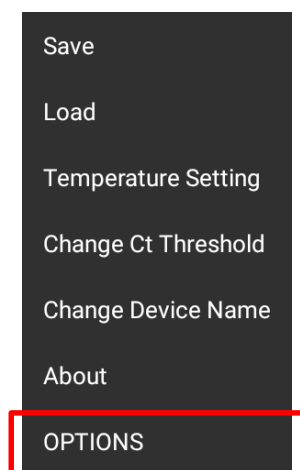 Save
Load
Temperature Setting
Change Ct Threshold
Change Device Name
About
OPTIONS